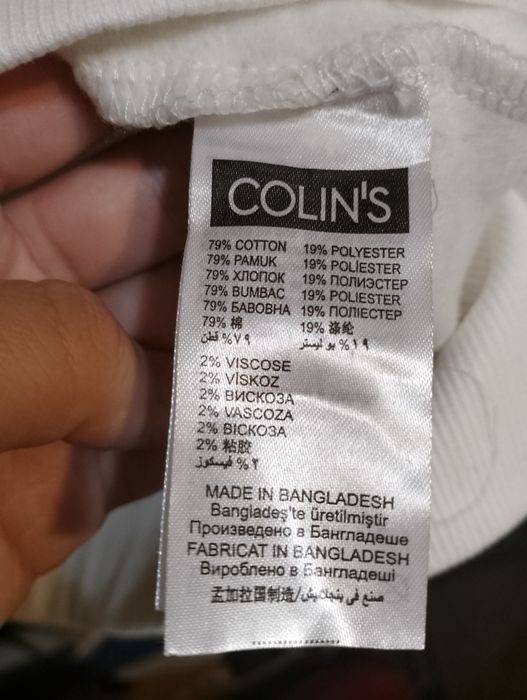 COLIN'S
79% COTTON 19% POLYESTER
79% PAMUK 19% POLİESTER
79% ХЛОПОК 19% ПОЛИЭСТЕР
79% BUMBAC 19% POLIESTER
79% БАВОВНА 19% ПОЛІЕСТЕР
79% 棉 19% 涤纶
٧٩% قطن ١٩% بوليستر
2% VISCOSE
2% VİSKOZ
2% ВИСКОЗА
2% VASCOZA
2% ВІСКОЗА
2% 粘胶
٢% فيسكوز
MADE IN BANGLADESH
Bangladeş'te üretilmiştir
Произведено в Бангладеше
FABRICAT IN BANGLADESH
Вироблено в Бангладеші
孟加拉国制造/صنع في بنجلاديش